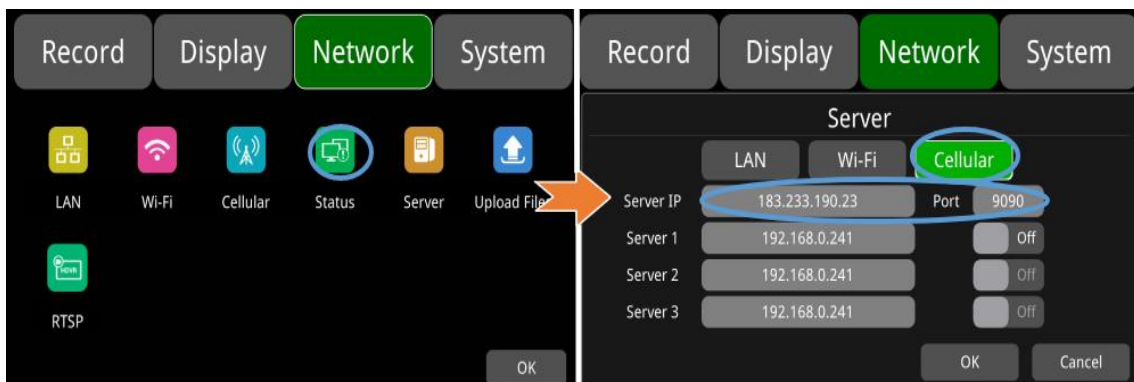 Record Display Network System
LAN Wi-Fi Cellular Status Server Upload File
HDVR
RTSP
OK
Record Display Network System
Server
LAN Wi-Fi Cellular
Server IP 183.233.190.23 Port 9090
Server 1 192.168.0.241 Off
Server 2 192.168.0.241 Off
Server 3 192.168.0.241 Off
OK Cancel